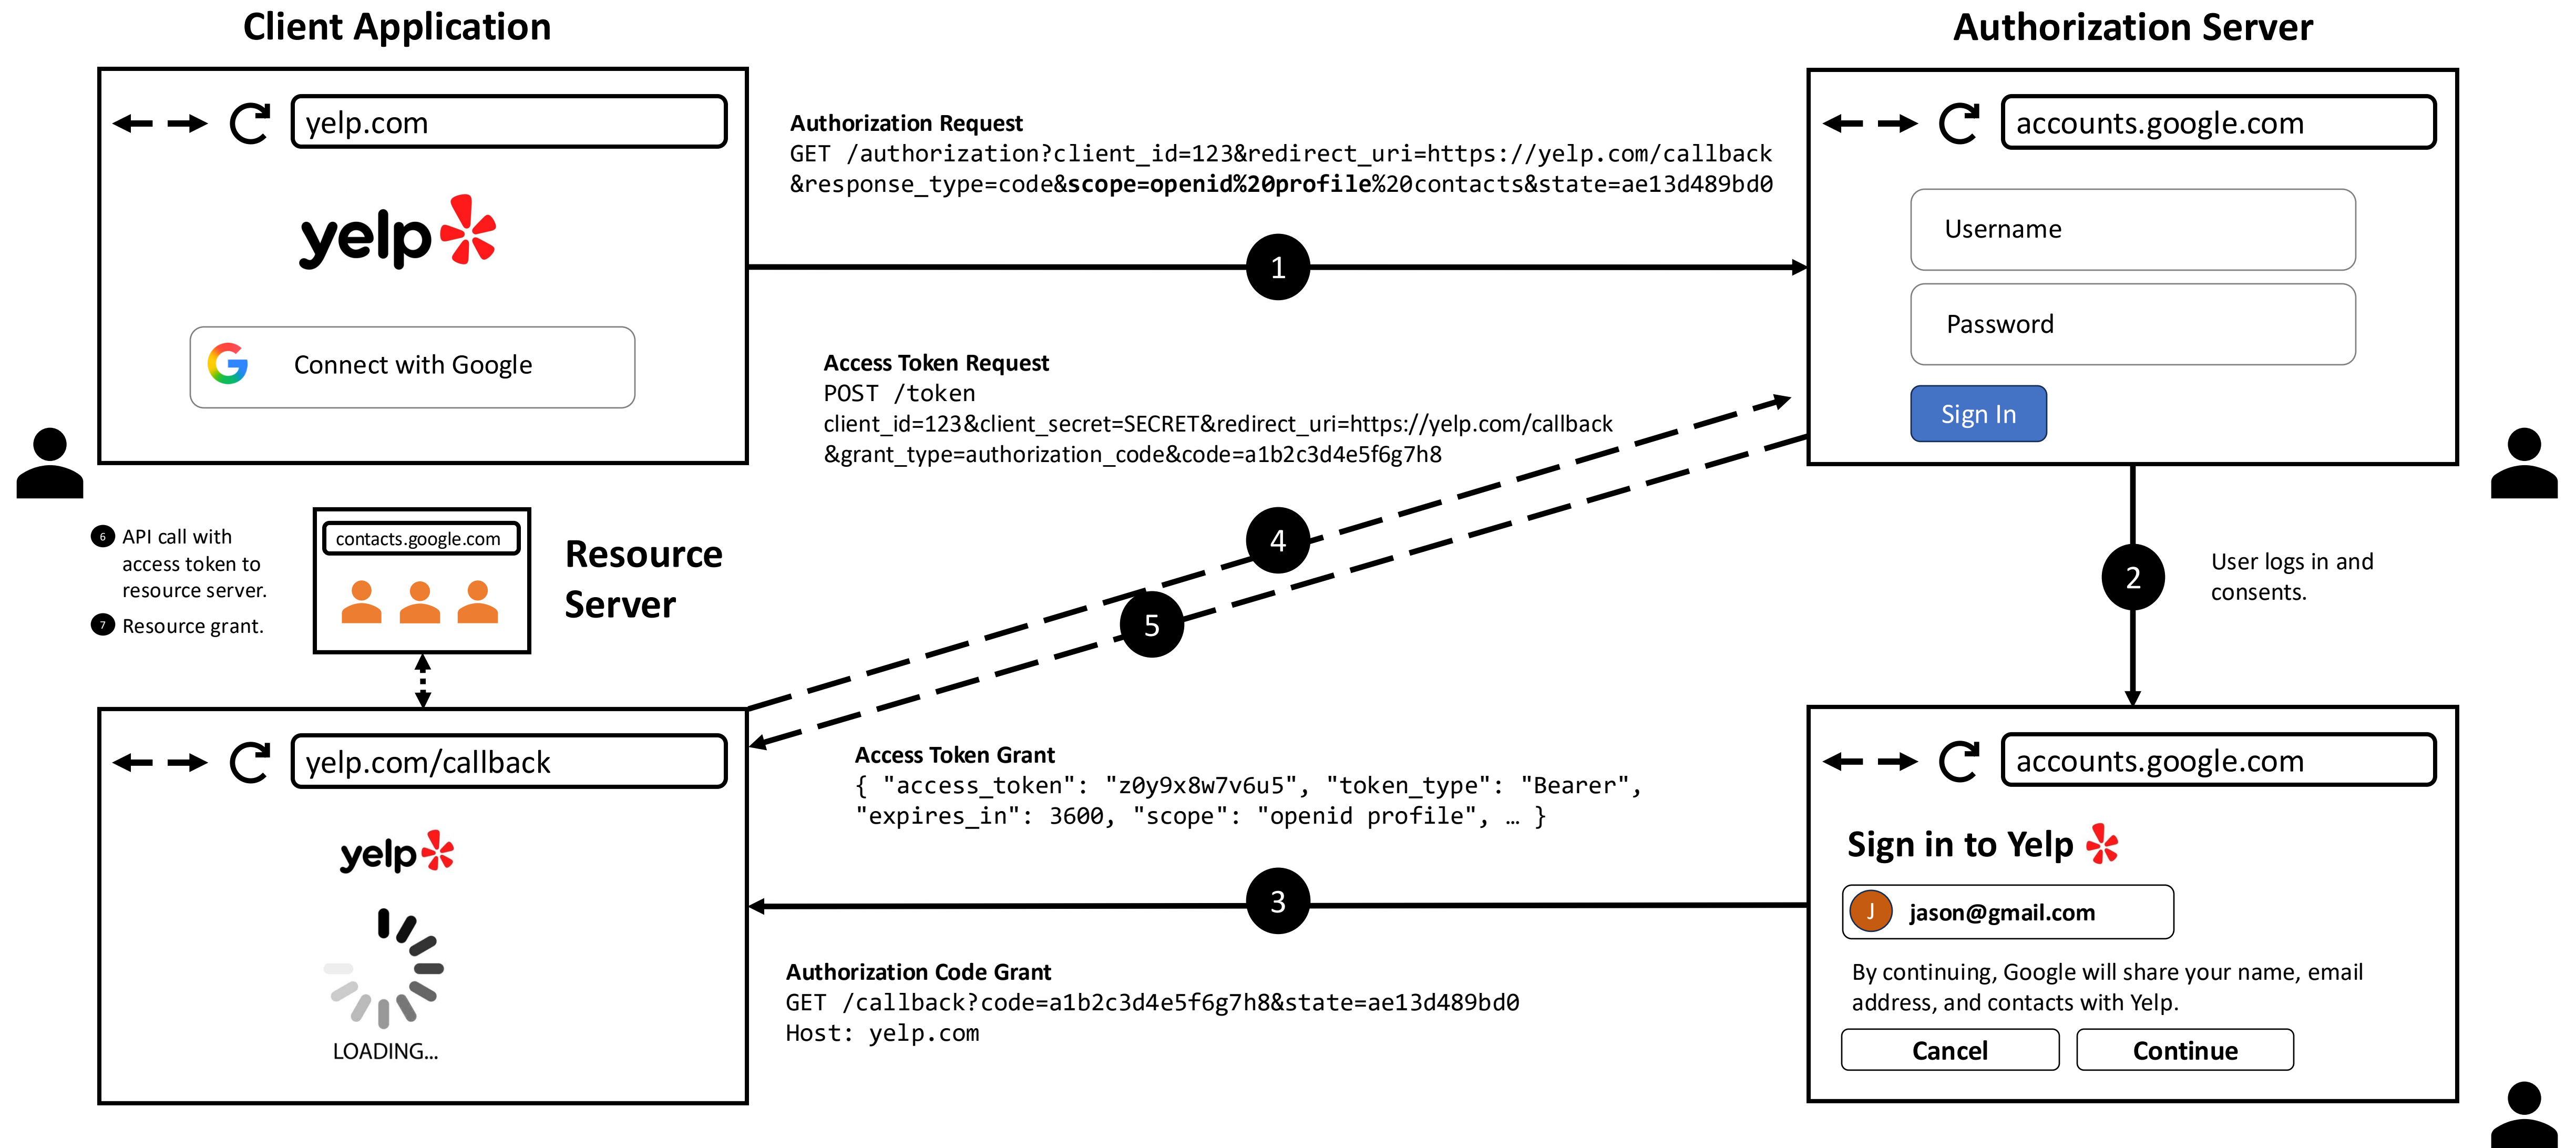 Client Application
Authorization Server
yelp.com
yelp
Connect with Google
Authorization Request
GET /authorization?client_id=123&redirect_uri=https://yelp.com/callback
&response_type=code&scope=openid%20profile%20contacts&state=ae13d489bd0
1
accounts.google.com
Username
Password
Sign In
Access Token Request
POST /token
client_id=123&client_secret=SECRET&redirect_uri=https://yelp.com/callback
&grant_type=authorization_code&code=a1b2c3d4e5f6g7h8
4
5
2
User logs in and
consents.
6 API call with
access token to
resource server.
7 Resource grant.
contacts.google.com
Resource
Server
yelp.com/callback
yelp
LOADING...
Access Token Grant
{ "access_token": "z0y9x8w7v6u5", "token_type": "Bearer",
"expires_in": 3600, "scope": "openid profile", … }
3
Authorization Code Grant
GET /callback?code=a1b2c3d4e5f6g7h8&state=ae13d489bd0
Host: yelp.com
accounts.google.com
Sign in to Yelp
J jason@gmail.com
By continuing, Google will share your name, email
address, and contacts with Yelp.
Cancel
Continue